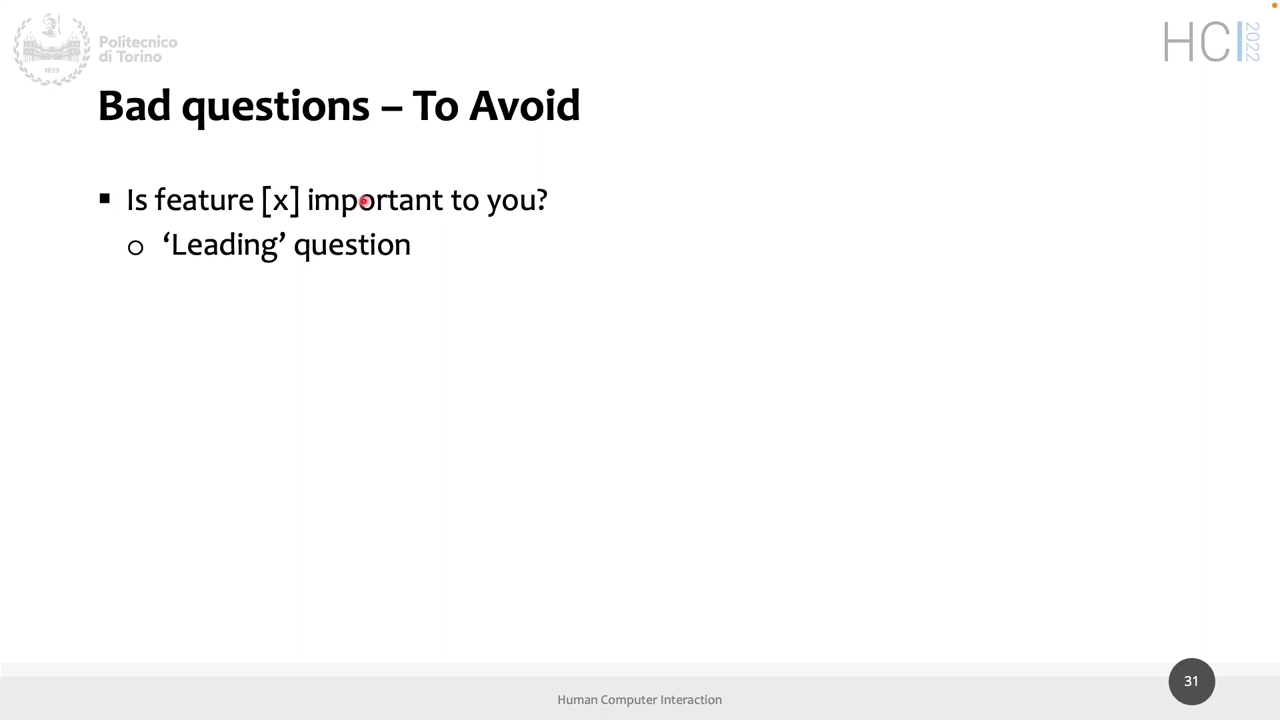 Politecnico
di Torino
1859
HCI 2022
Bad questions – To Avoid
▪ Is feature [x] important to you?
o ‘Leading’ question
31
Human Computer Interaction